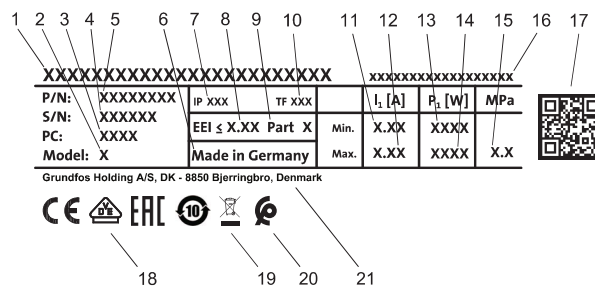 1 2 3 4 5 6 7 8 9 10 11 12 13 14 15 16 17
XXXXXXXXXXXXXXXXXXXXXXXX xxxxxxxxxxxxxxxxxx
P/N: XXXXXXXX IP XXX TF XXX I₁ [A] P₁ [W] MPa
S/N: XXXXXX EEI ≤ X.XX Part X Min. X.XX XXXX
PC: XXXX
Model: X Made in Germany Max. X.XX XXXX X.X
Grundfos Holding A/S, DK - 8850 Bjerringbro, Denmark
CE VDE EAC 10
18 19 20 21